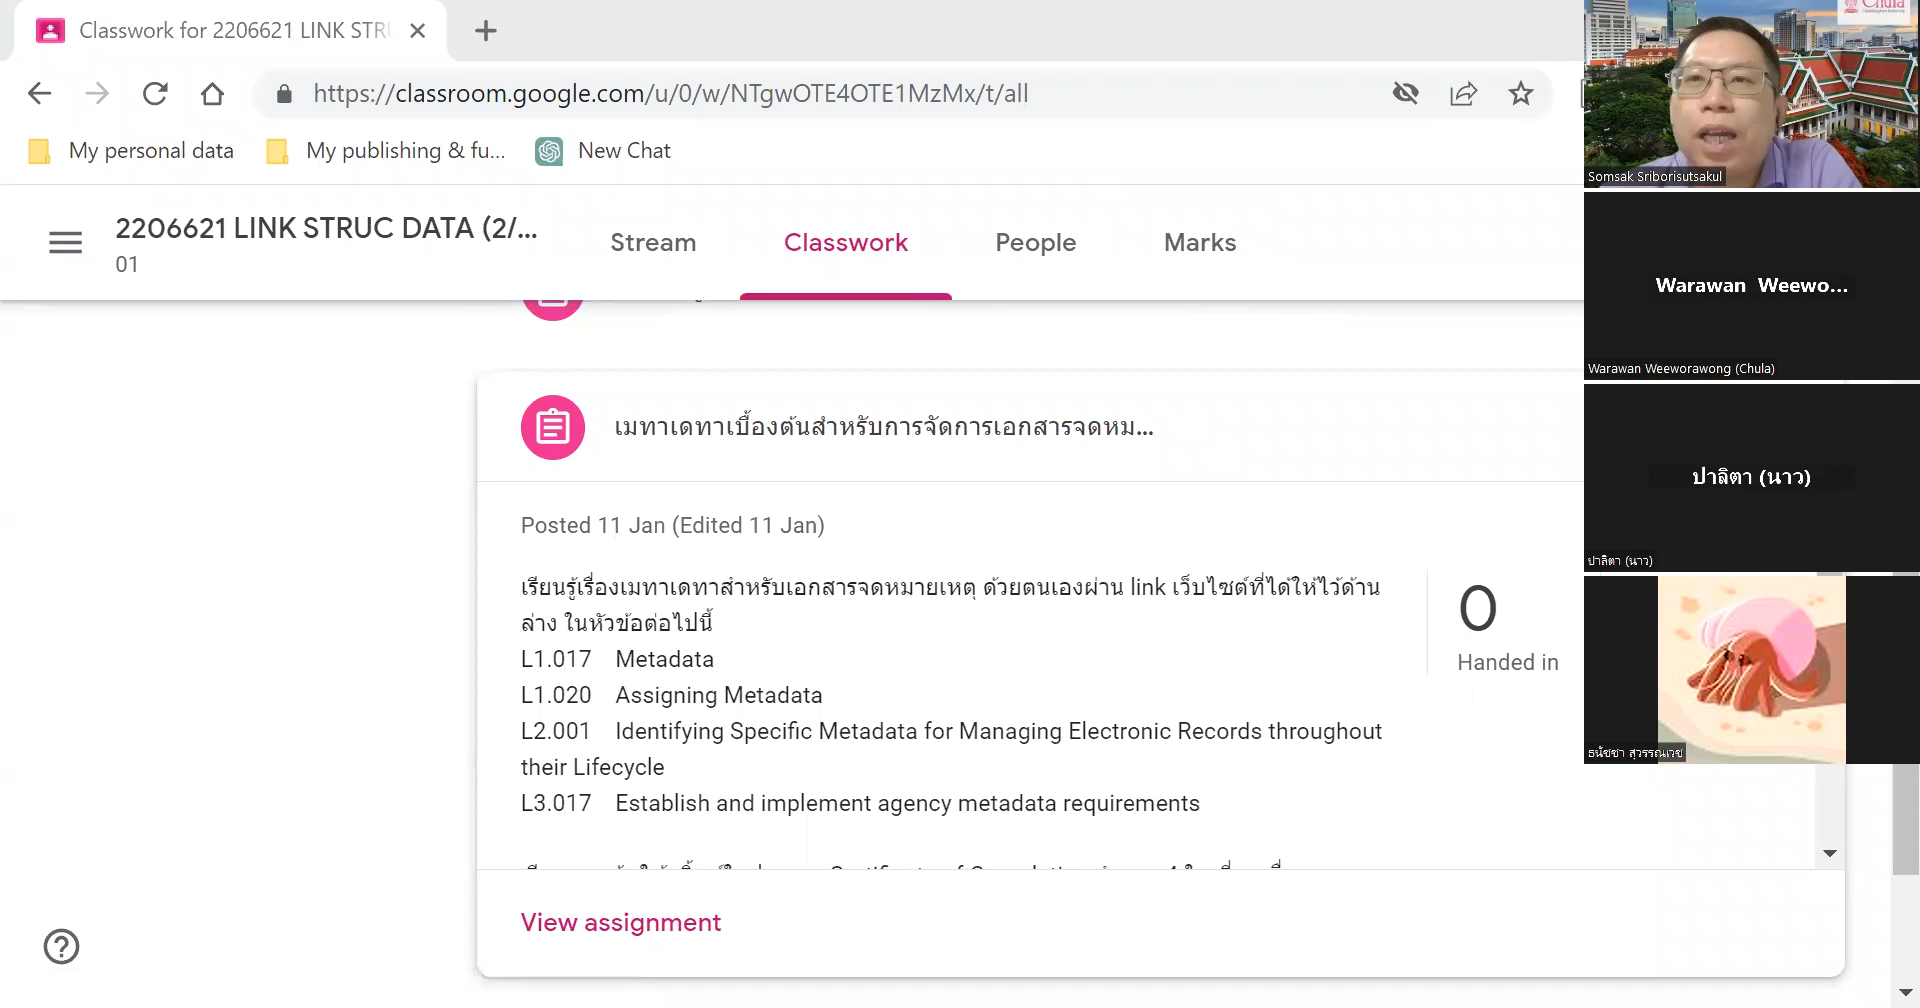 Classwork for 2206621 LINK STRU
https://classroom.google.com/u/0/w/NTgwOTE4OTE1MzMx/t/all
My personal data
My publishing & fu...
New Chat
2206621 LINK STRUC DATA (2/...
01
Stream
Classwork
People
Marks
เมทาเดทาเบื้องต้นสำหรับการจัดการเอกสารจดหม...
Posted 11 Jan (Edited 11 Jan)
เรียนรู้เรื่องเมทาเดทาสำหรับเอกสารจดหมายเหตุ ด้วยตนเองผ่าน link เว็บไซต์ที่ได้ให้ไว้ด้าน
ล่าง ในหัวข้อต่อไปนี้
L1.017 Metadata
L1.020 Assigning Metadata
L2.001 Identifying Specific Metadata for Managing Electronic Records throughout
their Lifecycle
L3.017 Establish and implement agency metadata requirements
0
Handed in
View assignment
Chula
Somsak Sriborisutsakul
Warawan Weewo...
Warawan Weeworawong (Chula)
ปาลิตา (นาว)
ปาลิตา (นาว)
ธนัชชา สุวรรณเวช